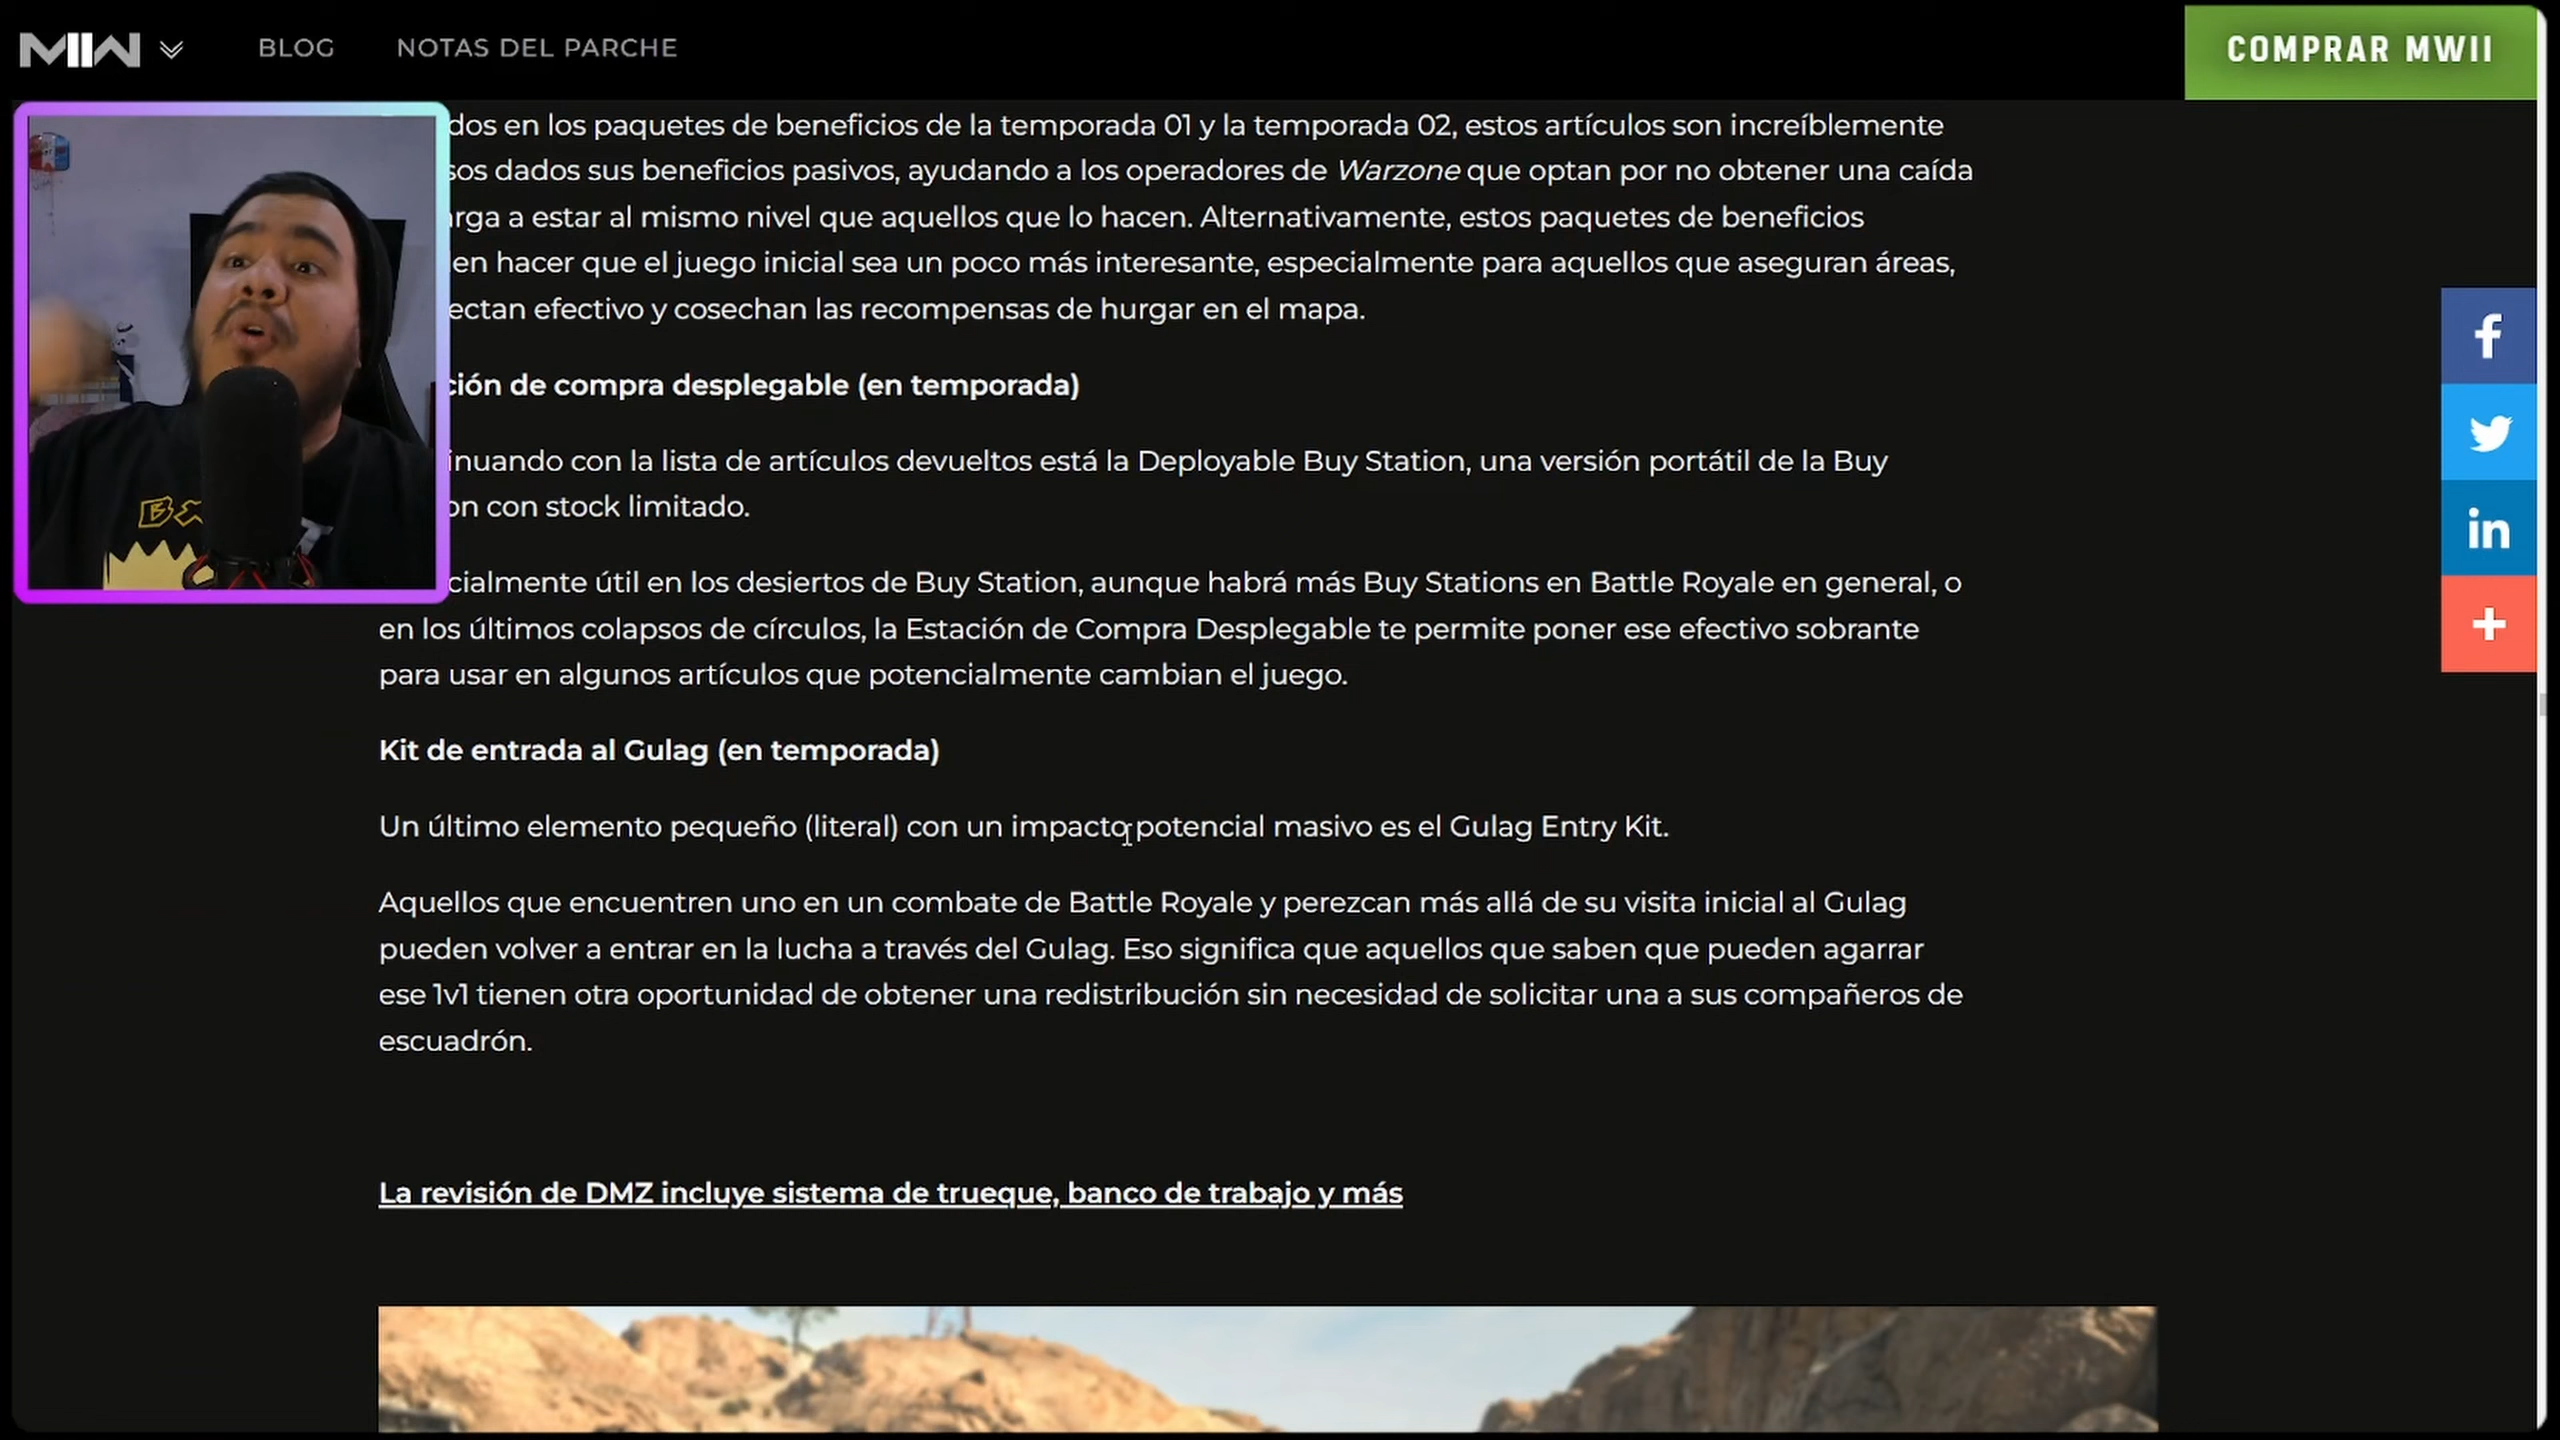 MIIW
BLOG
NOTAS DEL PARCHE
COMPRAR MWII
dos en los paquetes de beneficios de la temporada 01 y la temporada 02, estos artículos son increíblemente
sos dados sus beneficios pasivos, ayudando a los operadores de Warzone que optan por no obtener una caída
arga a estar al mismo nivel que aquellos que lo hacen. Alternativamente, estos paquetes de beneficios
en hacer que el juego inicial sea un poco más interesante, especialmente para aquellos que aseguran áreas,
ectan efectivo y cosechan las recompensas de hurgar en el mapa.
ción de compra desplegable (en temporada)
inuando con la lista de artículos devueltos está la Deployable Buy Station, una versión portátil de la Buy
on con stock limitado.
cialmente útil en los desiertos de Buy Station, aunque habrá más Buy Stations en Battle Royale en general, o
en los últimos colapsos de círculos, la Estación de Compra Desplegable te permite poner ese efectivo sobrante
para usar en algunos artículos que potencialmente cambian el juego.
Kit de entrada al Gulag (en temporada)
Un último elemento pequeño (literal) con un impacto potencial masivo es el Gulag Entry Kit.
Aquellos que encuentren uno en un combate de Battle Royale y perezcan más allá de su visita inicial al Gulag
pueden volver a entrar en la lucha a través del Gulag. Eso significa que aquellos que saben que pueden agarrar
ese 1v1 tienen otra oportunidad de obtener una redistribución sin necesidad de solicitar una a sus compañeros de
escuadrón.
La revisión de DMZ incluye sistema de trueque, banco de trabajo y más